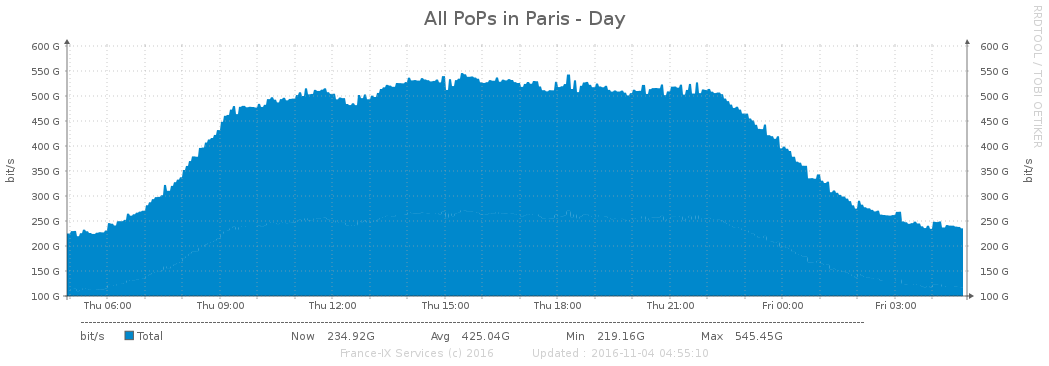 All PoPs in Paris - Day
RRDTOOL / TOBI OETIKER
600 G 600 G
550 G 550 G
500 G 500 G
450 G 450 G
400 G 400 G
350 G 350 G
300 G 300 G
250 G 250 G
200 G 200 G
150 G 150 G
100 G 100 G
bit/s bit/s
Thu 06:00 Thu 09:00 Thu 12:00 Thu 15:00 Thu 18:00 Thu 21:00 Fri 00:00 Fri 03:00
bit/s Total Now 234.92G Avg 425.04G Min 219.16G Max 545.45G
France-IX Services (c) 2016 Updated : 2016-11-04 04:55:10